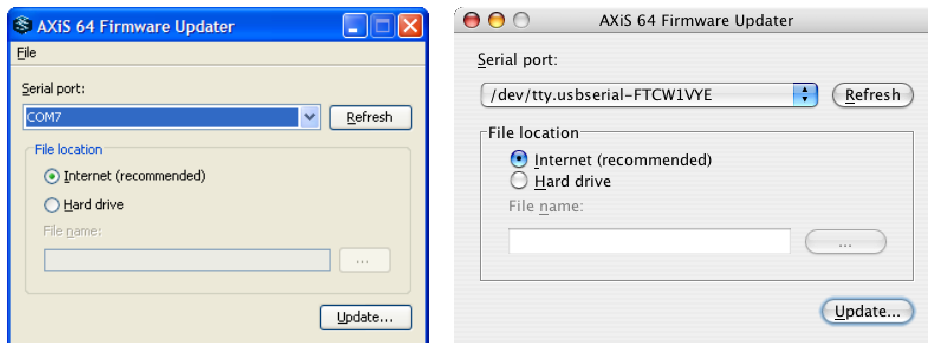 AXiS 64 Firmware Updater
File
Serial port:
COM7
Refresh
File location
Internet (recommended)
Hard drive
File name:
...
Update...
AXiS 64 Firmware Updater
Serial port:
/dev/tty.usbserial-FTCW1VYE
Refresh
File location
Internet (recommended)
Hard drive
File name:
...
Update...